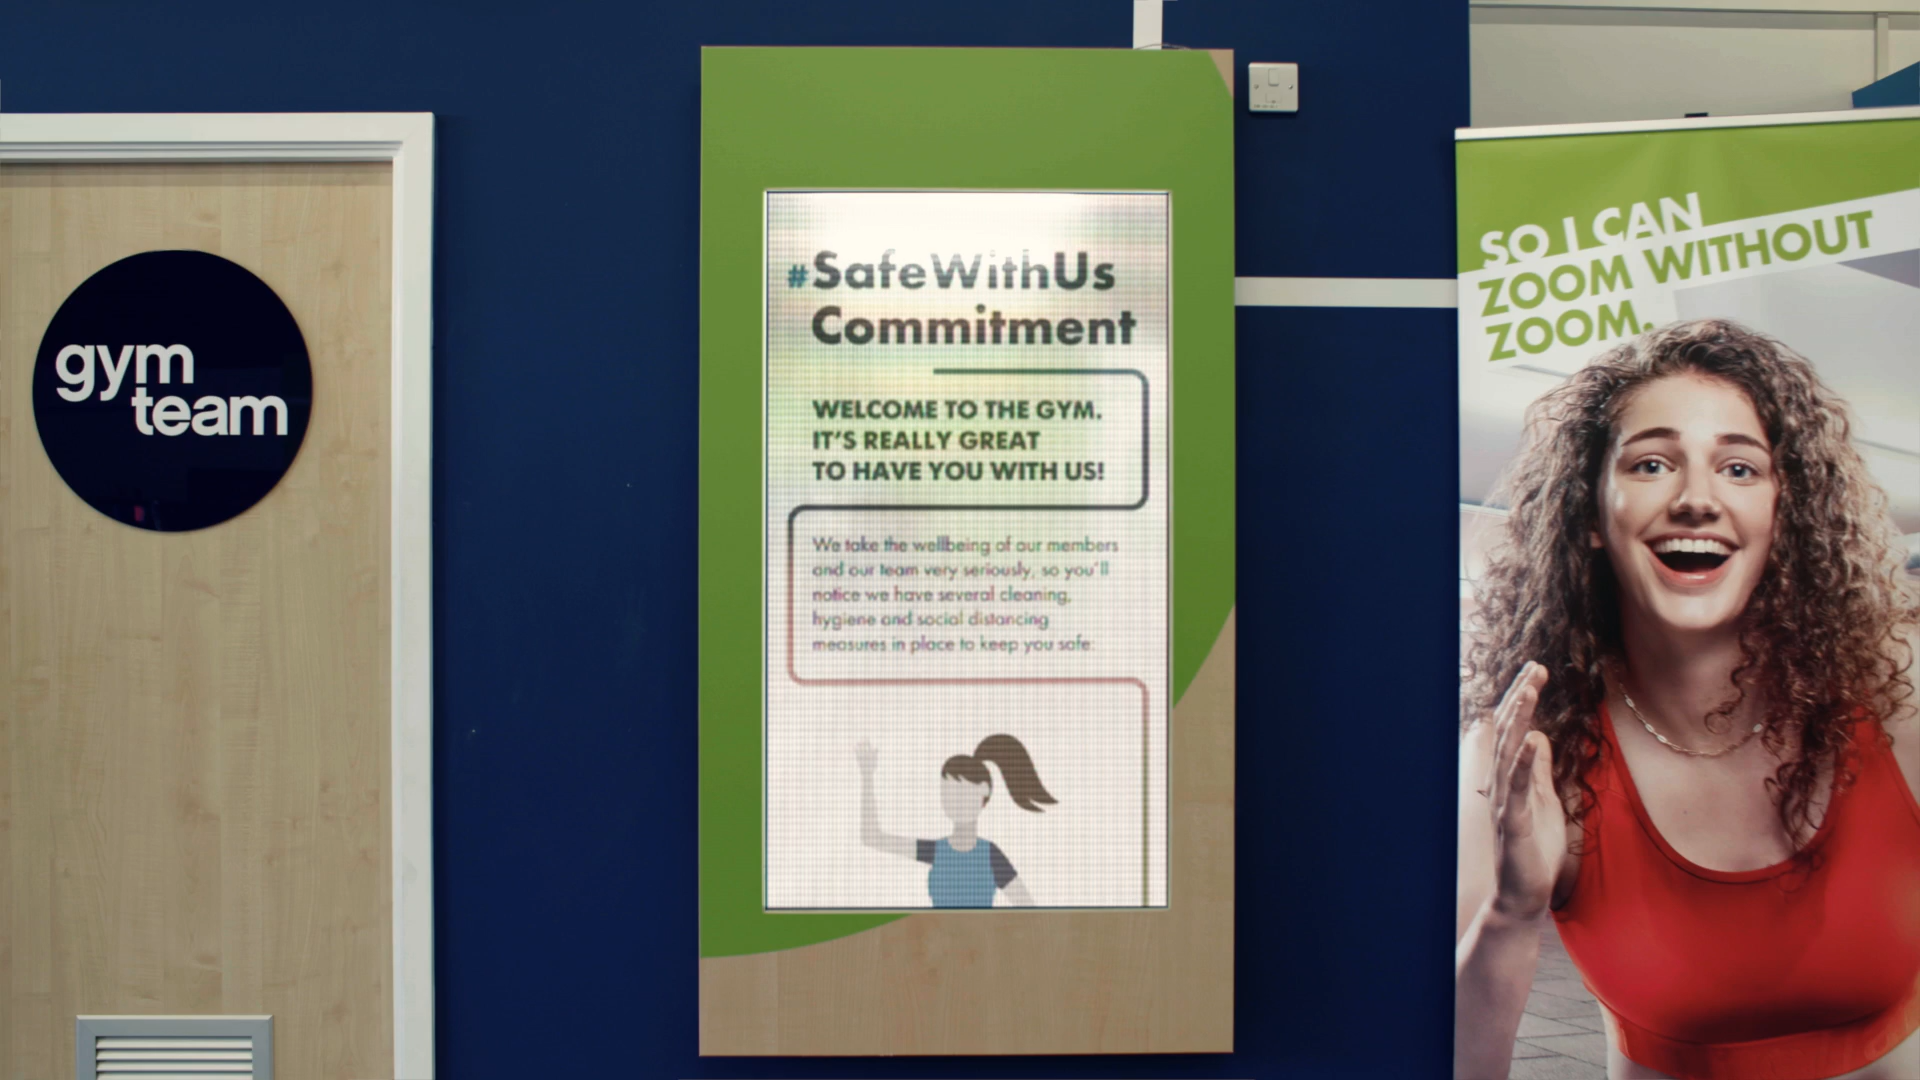 gym
team
#SafeWithUs
Commitment
WELCOME TO THE GYM.
IT'S REALLY GREAT
TO HAVE YOU WITH US!
We take the wellbeing of our members
and our team very seriously, so you'll
notice we have several cleaning,
hygiene and social distancing
measures in place to keep you safe:
SO I CAN
ZOOM WITHOUT
ZOOM.